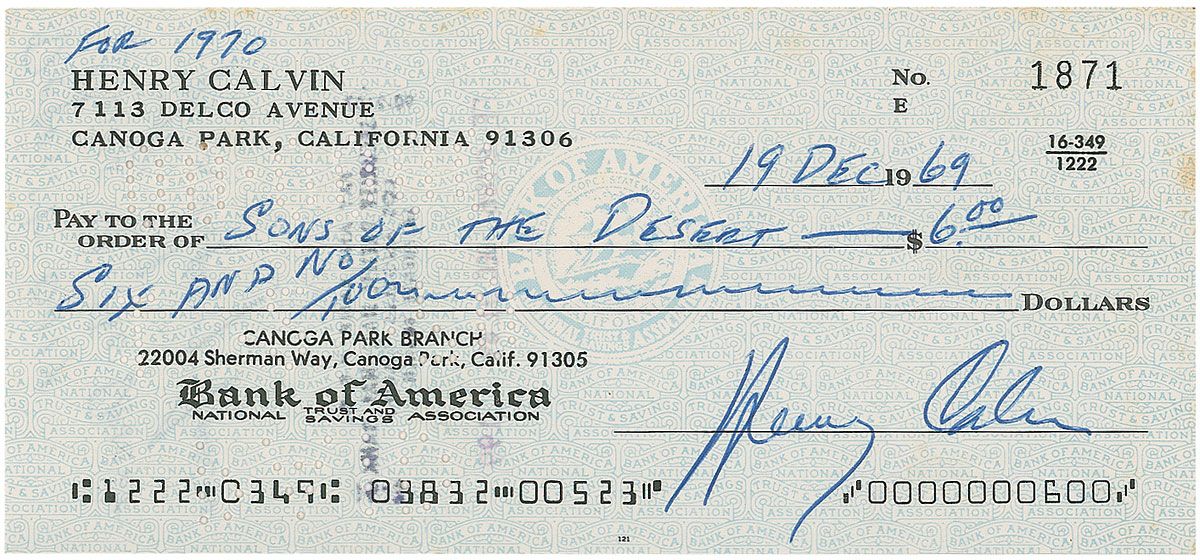 FOR 1970
HENRY CALVIN
7113 DELCO AVENUE
CANOGA PARK, CALIFORNIA 91306
No. 1871
E
16-349
1222
19 DEC 1969
PAY TO THE
ORDER OF SONS OF THE DESERT $ 6.00
SIX AND NO/100 DOLLARS
CANOGA PARK BRANCH
22004 Sherman Way, Canoga Park, Calif. 91305
Bank of America
NATIONAL TRUST AND SAVINGS ASSOCIATION
Henry Calvin
⑆1222⑉0349⑆ 03832⑉00523⑈ ⑇0000000600⑇
121